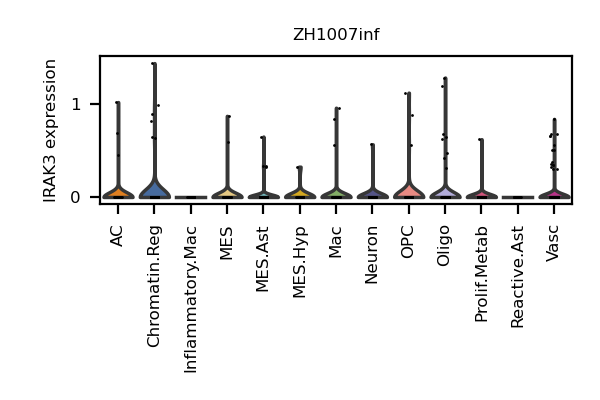 ZH1007inf
IRAK3 expression
1
0
AC
Chromatin.Reg
Inflammatory.Mac
MES
MES.Ast
MES.Hyp
Mac
Neuron
OPC
Oligo
Prolif.Metab
Reactive.Ast
Vasc